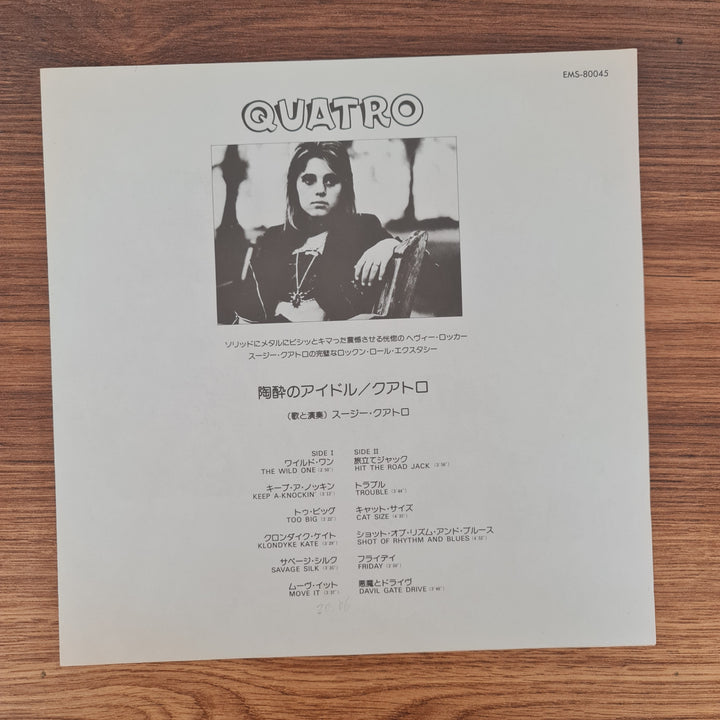 EMS-80045
QUATRO
ソリッドにメタルにビシッとキマった震憾させる恍惚のヘヴィー・ロッカー
スージー・クアトロの完璧なロックン・ロール・エクスタシー
陶酔のアイドル/クアトロ
(歌と演奏) スージー・クアトロ
SIDE I
ワイルド・ワン
THE WILD ONE
キープ・ア・ノッキン
KEEP A-KNOCKIN'
トゥ・ビッグ
TOO BIG
クロンダイク・ケイト
KLONDYKE KATE
サベージ・シルク
SAVAGE SILK
ムーヴ・イット
MOVE IT
SIDE II
旅立てジャック
HIT THE ROAD JACK
トラブル
TROUBLE
キャット・サイズ
CAT SIZE
ショット・オブ・リズム・アンド・ブルース
SHOT OF RHYTHM AND BLUES
フライデイ
FRIDAY
悪魔とドライヴ
DAVIL GATE DRIVE